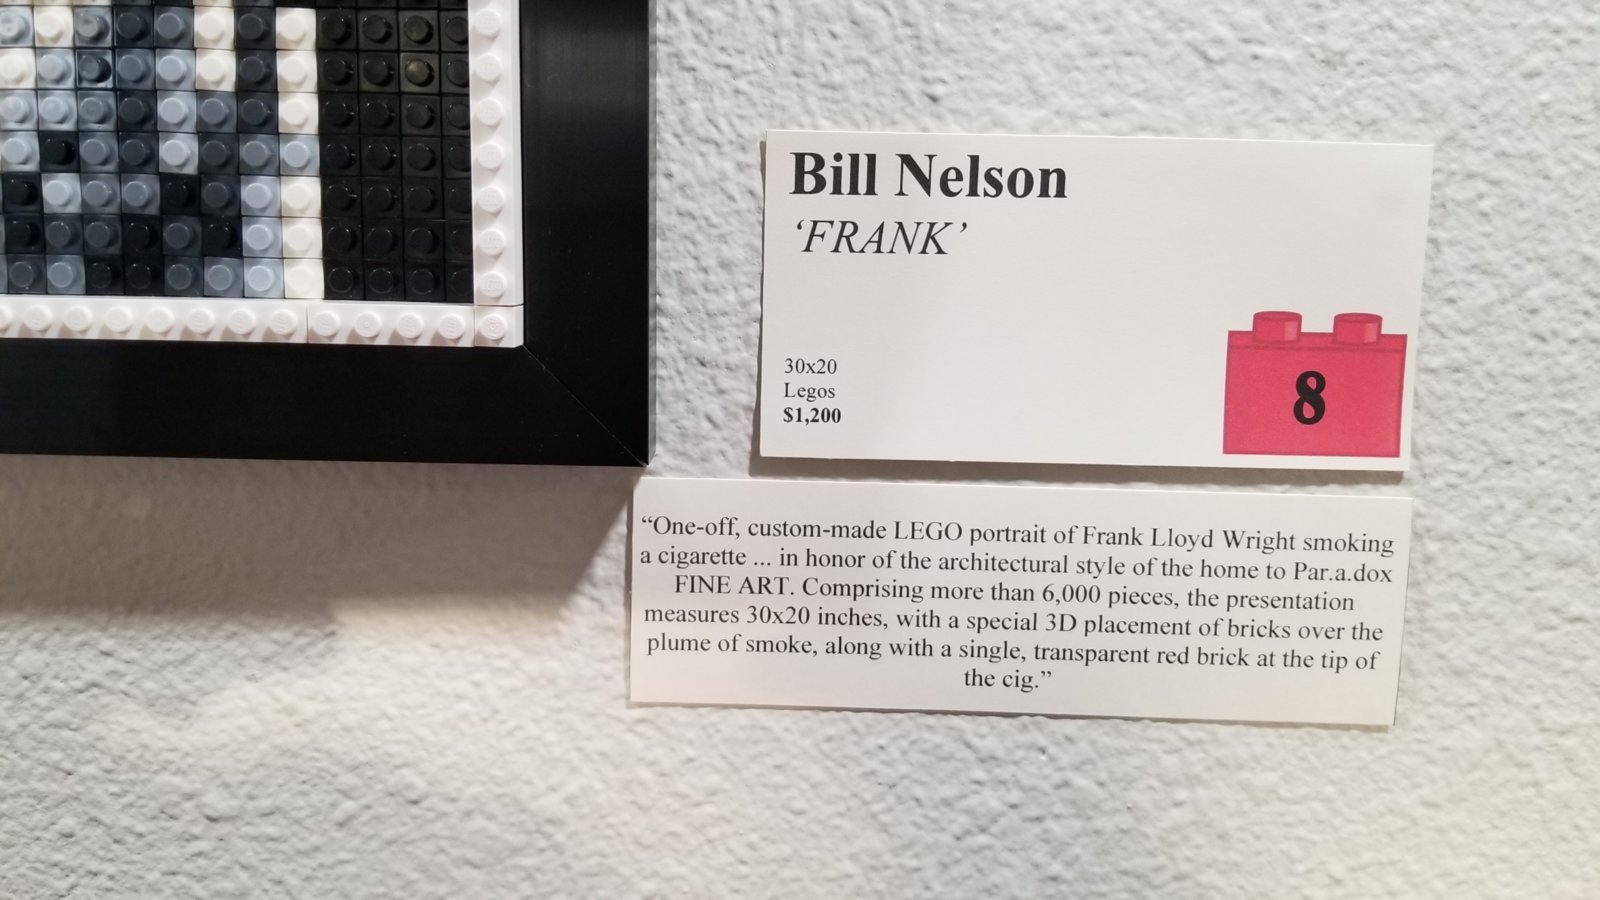 Bill Nelson
‘FRANK’
30x20
Legos
$1,200
8
“One-off, custom-made LEGO portrait of Frank Lloyd Wright smoking
a cigarette ... in honor of the architectural style of the home to Par.a.dox
FINE ART. Comprising more than 6,000 pieces, the presentation
measures 30x20 inches, with a special 3D placement of bricks over the
plume of smoke, along with a single, transparent red brick at the tip of
the cig.”